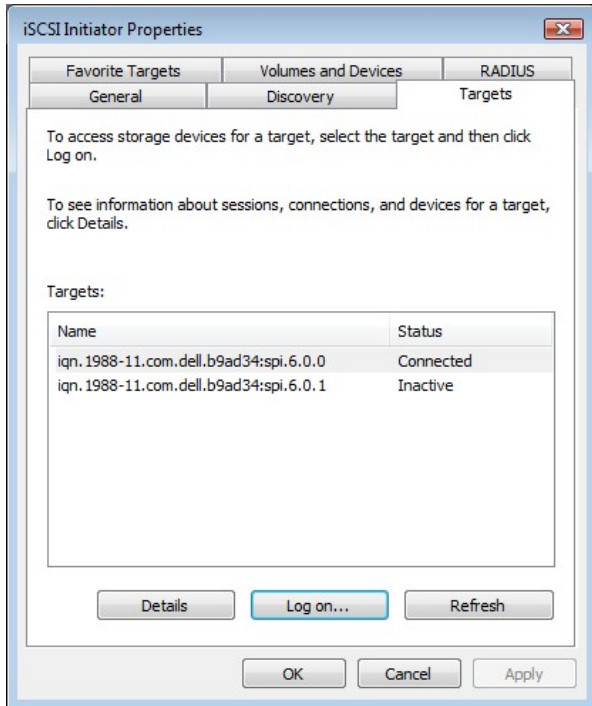 iSCSI Initiator Properties
Favorite Targets Volumes and Devices RADIUS
General Discovery Targets
To access storage devices for a target, select the target and then click
Log on.
To see information about sessions, connections, and devices for a target,
click Details.
Targets:
Name Status
iqn.1988-11.com.dell.b9ad34:spi.6.0.0 Connected
iqn.1988-11.com.dell.b9ad34:spi.6.0.1 Inactive
Details Log on... Refresh
OK Cancel Apply